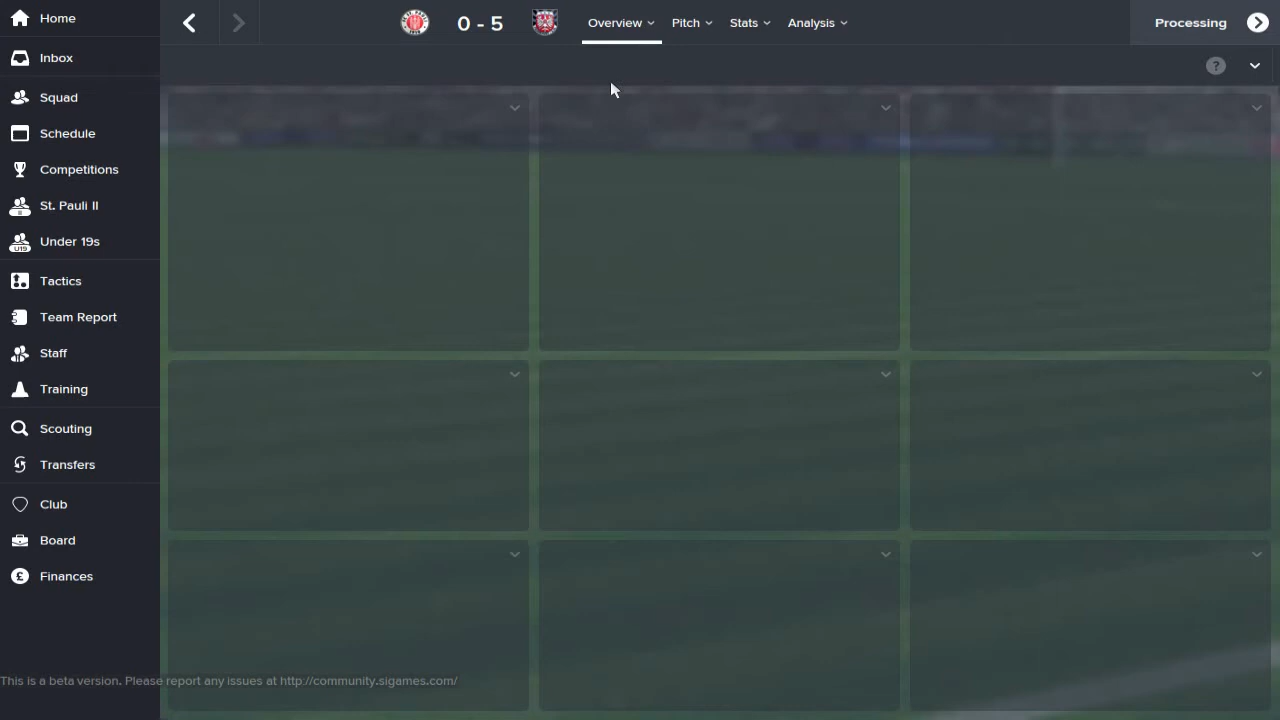 Home
Inbox
Squad
Schedule
Competitions
St. Pauli II
Under 19s
Tactics
Team Report
Staff
Training
Scouting
Transfers
Club
Board
Finances
0 - 5
Overview
Pitch
Stats
Analysis
Processing
?
II
U19
£
This is a beta version. Please report any issues at http://community.sigames.com/